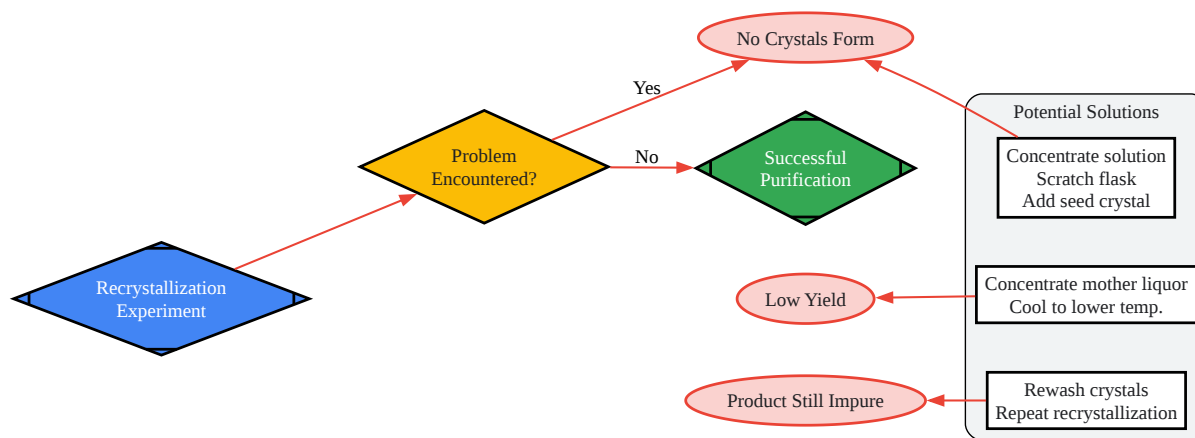 No Crystals Form
Yes
Potential Solutions
Problem
Encountered?
No
Successful
Purification
Concentrate solution
Scratch flask
Add seed crystal
Recrystallization
Experiment
Low Yield
Concentrate mother liquor
Cool to lower temp.
Product Still Impure
Rewash crystals
Repeat recrystallization